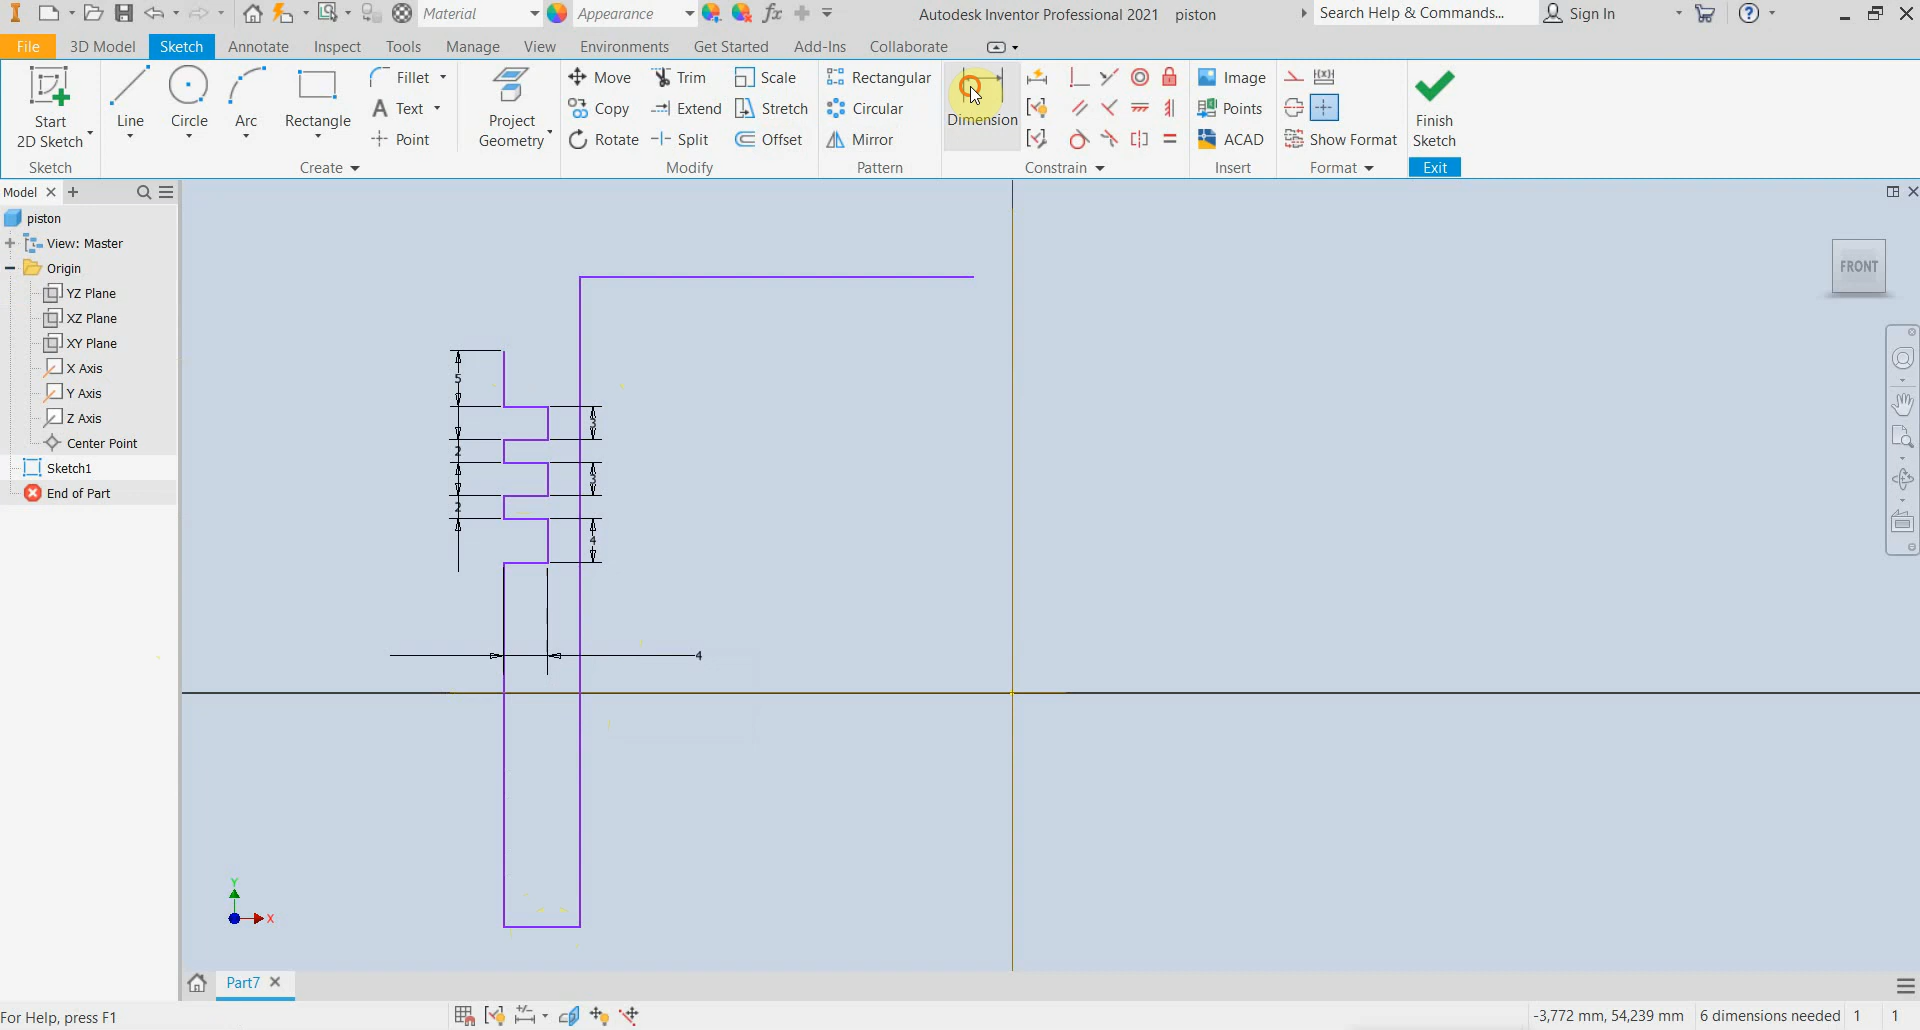 Material
Appearance
Autodesk Inventor Professional 2021 piston
Search Help & Commands...
Sign In
File
3D Model
Sketch
Annotate
Inspect
Tools
Manage
View
Environments
Get Started
Add-Ins
Collaborate
Start
2D Sketch
Line
Circle
Arc
Rectangle
Fillet
Text
Point
Project
Geometry
Move
Copy
Rotate
Trim
Extend
Split
Scale
Stretch
Offset
Rectangular
Circular
Mirror
Dimension
Image
Points
ACAD
Show Format
Finish
Sketch
Sketch
Create
Modify
Pattern
Constrain
Insert
Format
Exit
Model
piston
View: Master
Origin
YZ Plane
XZ Plane
XY Plane
X Axis
Y Axis
Z Axis
Center Point
Sketch1
End of Part
FRONT
5
3
2
3
2
4
4
Y
X
Part7
For Help, press F1
-3,772 mm, 54,239 mm
6 dimensions needed
1
1